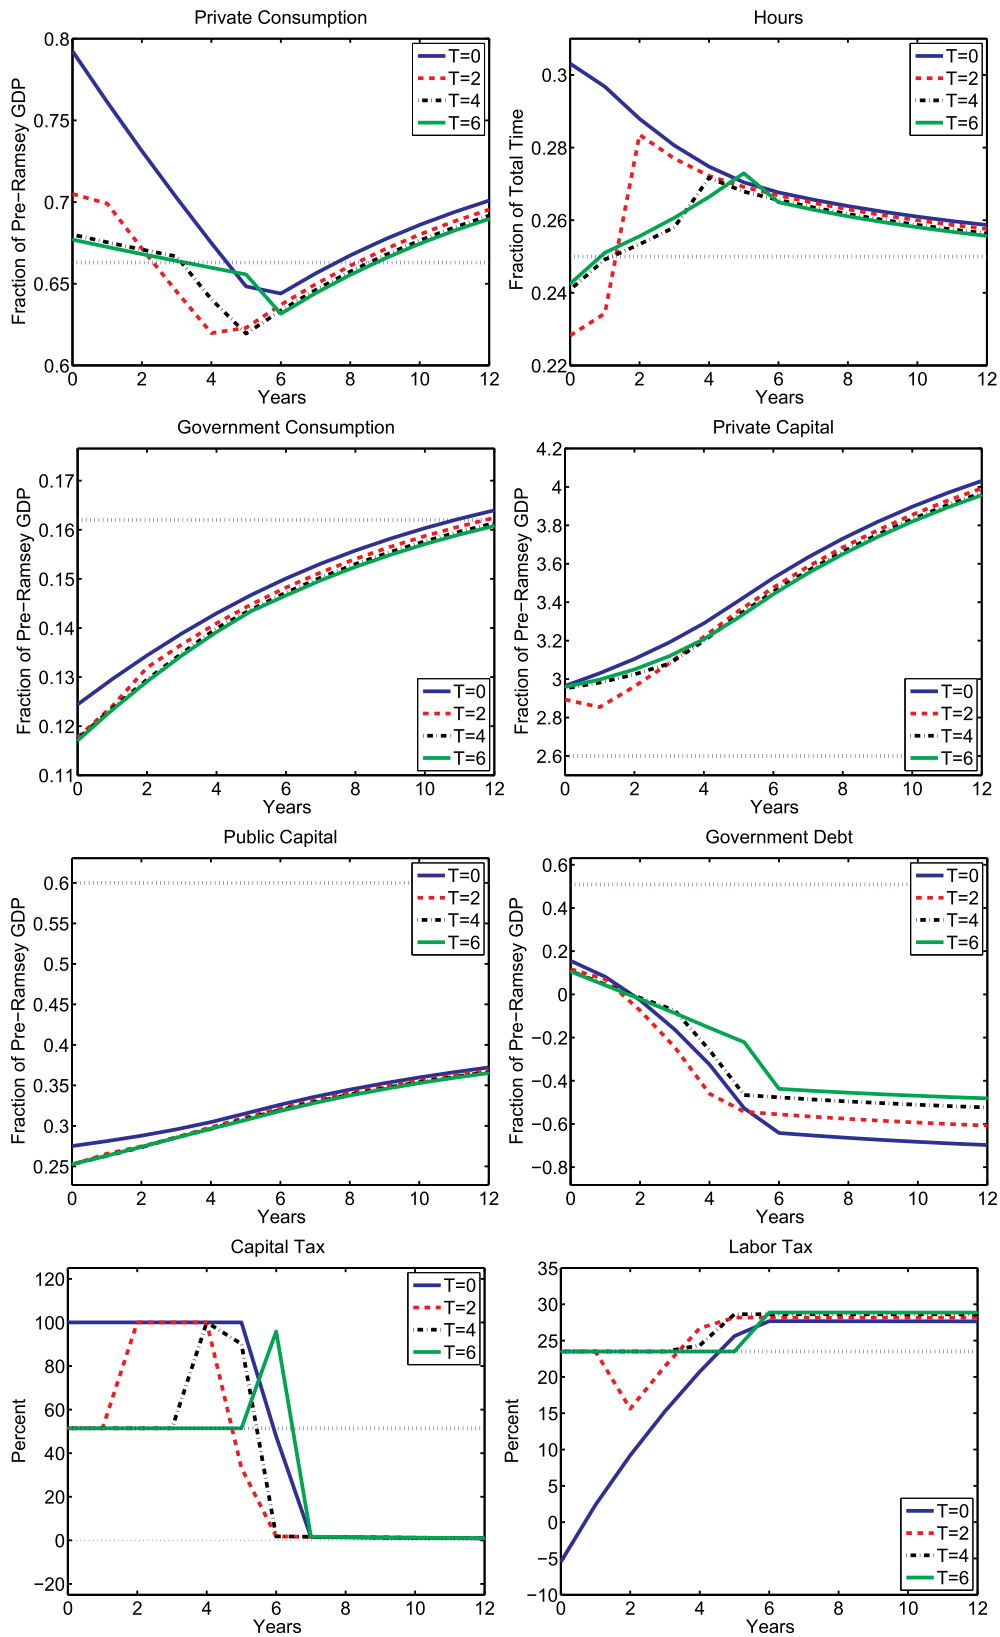 Private Consumption
Fraction of Pre−Ramsey GDP
0.8
0.75
0.7
0.65
0.6
T=0
T=2
T=4
T=6
0 2 4 6 8 10 12
Years
Hours
Fraction of Total Time
0.3
0.28
0.26
0.24
0.22
T=0
T=2
T=4
T=6
0 2 4 6 8 10 12
Years
Government Consumption
Fraction of Pre−Ramsey GDP
0.17
0.16
0.15
0.14
0.13
0.12
0.11
T=0
T=2
T=4
T=6
0 2 4 6 8 10 12
Years
Private Capital
Fraction of Pre−Ramsey GDP
4.2
4
3.8
3.6
3.4
3.2
3
2.8
2.6
T=0
T=2
T=4
T=6
0 2 4 6 8 10 12
Years
Public Capital
Fraction of Pre−Ramsey GDP
0.6
0.55
0.5
0.45
0.4
0.35
0.3
0.25
T=0
T=2
T=4
T=6
0 2 4 6 8 10 12
Years
Government Debt
Fraction of Pre−Ramsey GDP
0.6
0.4
0.2
0
−0.2
−0.4
−0.6
−0.8
T=0
T=2
T=4
T=6
0 2 4 6 8 10 12
Years
Capital Tax
Percent
120
100
80
60
40
20
0
−20
T=0
T=2
T=4
T=6
0 2 4 6 8 10 12
Years
Labor Tax
Percent
35
30
25
20
15
10
5
0
−5
−10
T=0
T=2
T=4
T=6
0 2 4 6 8 10 12
Years